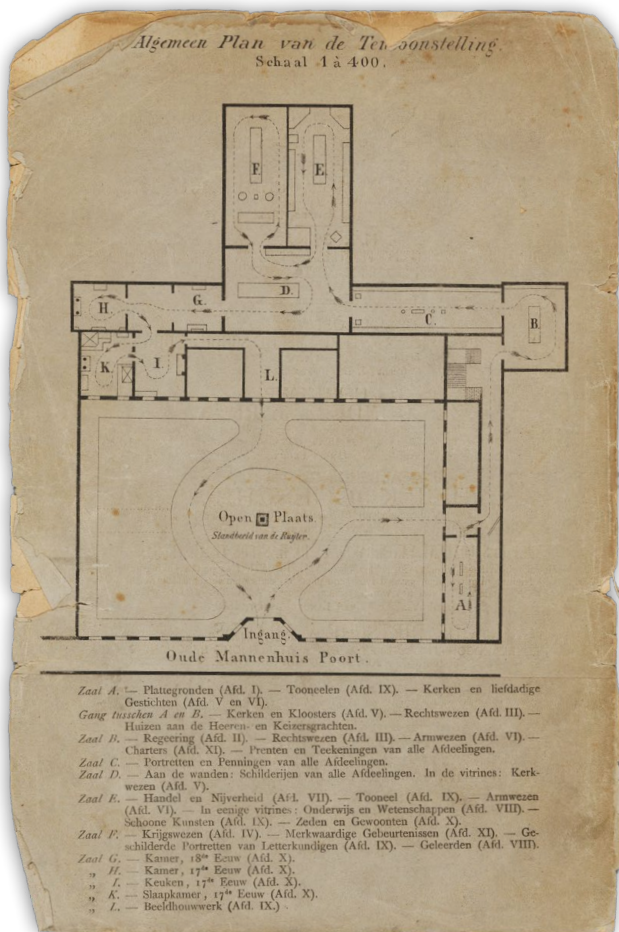 Algemeen Plan van de Tentoonstelling.
Schaal 1 à 400.
F.
E.
D.
H.
G.
C.
B.
K.
I.
L.
Open Plaats
Standbeeld van de Ruyter.
A.
Ingang.
Oude Mannenhuis Poort.
Zaal A. — Plattegronden (Afd. I). — Tooneelen (Afd. IX). — Kerken en liefdadige
Gestichten (Afd. V en VI).
Gang tusschen A en B. — Kerken en Kloosters (Afd. V). — Rechtswezen (Afd. III). —
Huizen aan de Heeren- en Keizersgrachten.
Zaal B. — Regeering (Afd. II). — Rechtswezen (Afd. III). — Armwezen (Afd. VI). —
Charters (Afd. XI). — Prenten en Teekeningen van alle Afdeelingen.
Zaal C. — Portretten en Penningen van alle Afdeelingen.
Zaal D. — Aan de wanden: Schilderijen van alle Afdeelingen. In de vitrines: Kerk-
wezen (Afd. V).
Zaal E. — Handel en Nijverheid (Afd. VII). — Tooneel (Afd. IX). — Armwezen
(Afd. VI). — In eenige vitrines: Onderwijs en Wetenschappen (Afd. VIII). —
Schoone Kunsten (Afd. IX). — Zeden en Gewoonten (Afd. X).
Zaal F. — Krijgswezen (Afd. IV). — Merkwaardige Gebeurtenissen (Afd. XI). — Ge-
schilderde Portretten van Letterkundigen (Afd. IX). — Geleerden (Afd. VIII).
Zaal G. — Kamer, 18de Eeuw (Afd. X).
„ H. — Kamer, 17de Eeuw (Afd. X).
„ I. — Keuken, 17de Eeuw (Afd. X).
„ K. — Slaapkamer, 17de Eeuw (Afd. X).
„ L. — Beeldhouwwerk (Afd. IX.)